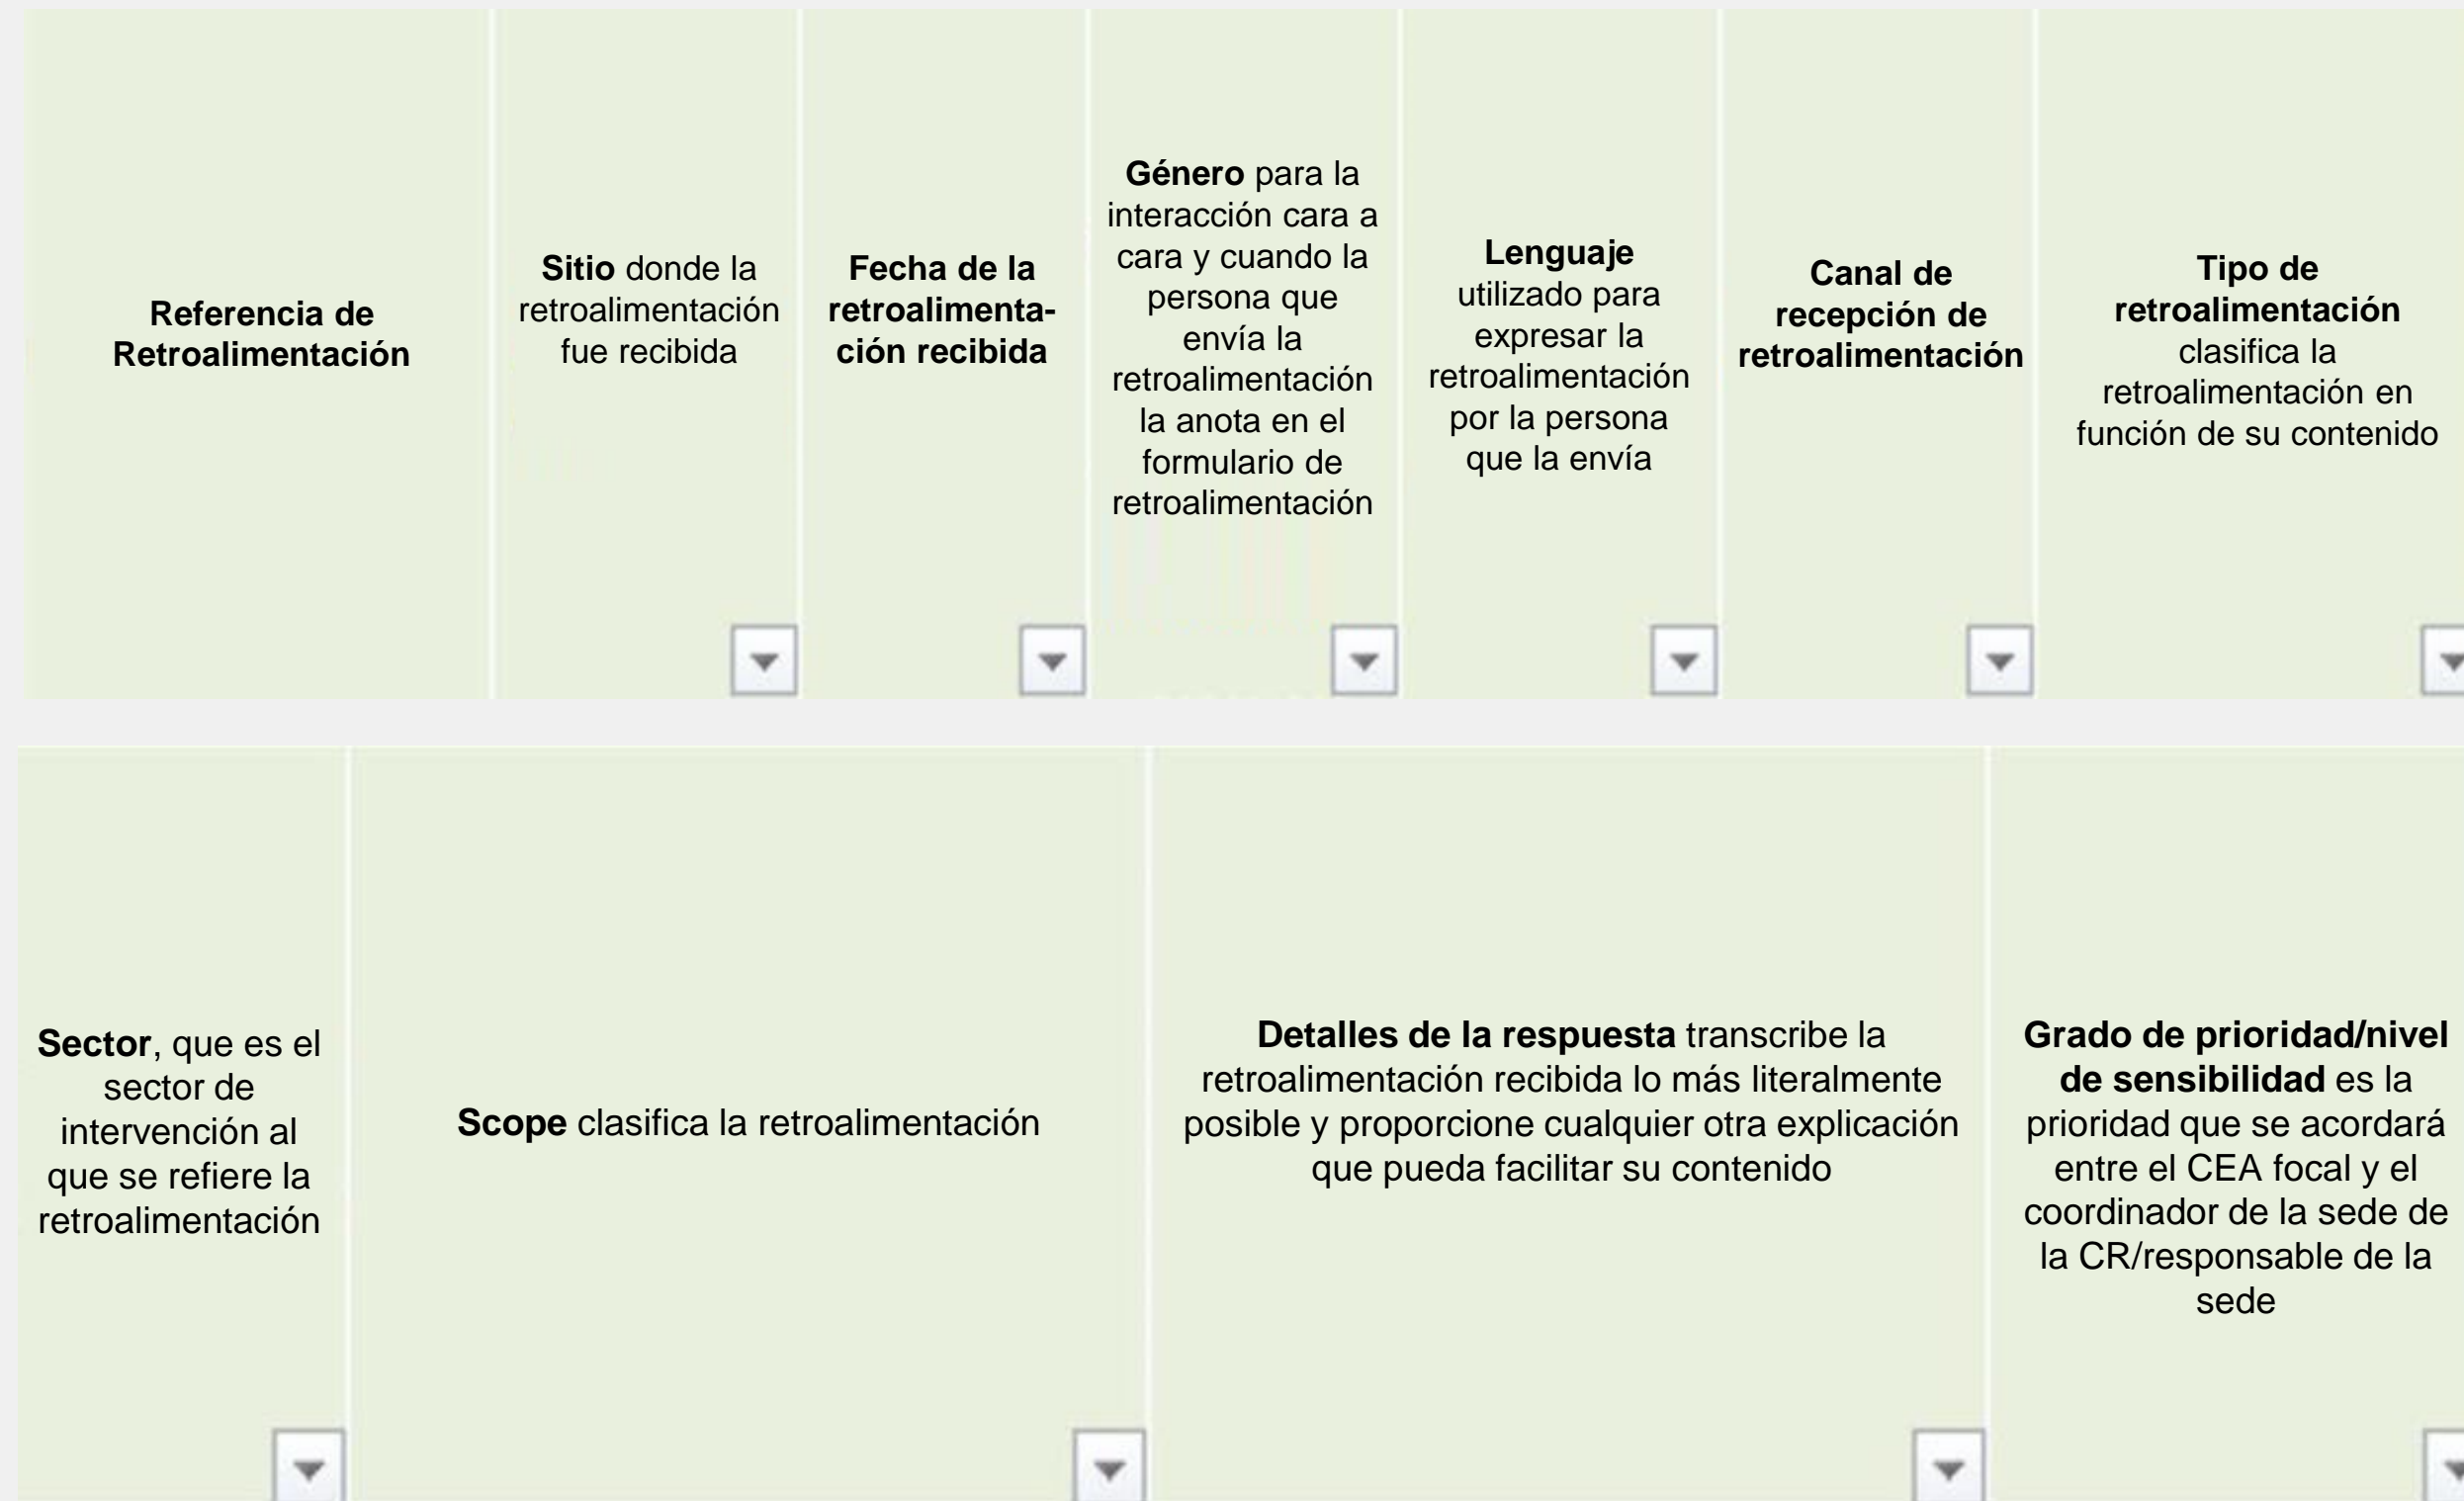 Referencia de
Retroalimentación
Sitio donde la
retroalimentación
fue recibida
Fecha de la
retroalimenta-
ción recibida
Género para la
interacción cara a
cara y cuando la
persona que
envía la
retroalimentación
la anota en el
formulario de
retroalimentación
Lenguaje
utilizado para
expresar la
retroalimentación
por la persona
que la envía
Canal de
recepción de
retroalimentación
Tipo de
retroalimentación
clasifica la
retroalimentación en
función de su contenido
Sector, que es el
sector de
intervención al
que se refiere la
retroalimentación
Scope clasifica la retroalimentación
Detalles de la respuesta transcribe la
retroalimentación recibida lo más literalmente
posible y proporcione cualquier otra explicación
que pueda facilitar su contenido
Grado de prioridad/nivel
de sensibilidad es la
prioridad que se acordará
entre el CEA focal y el
coordinador de la sede de
la CR/responsable de la
sede